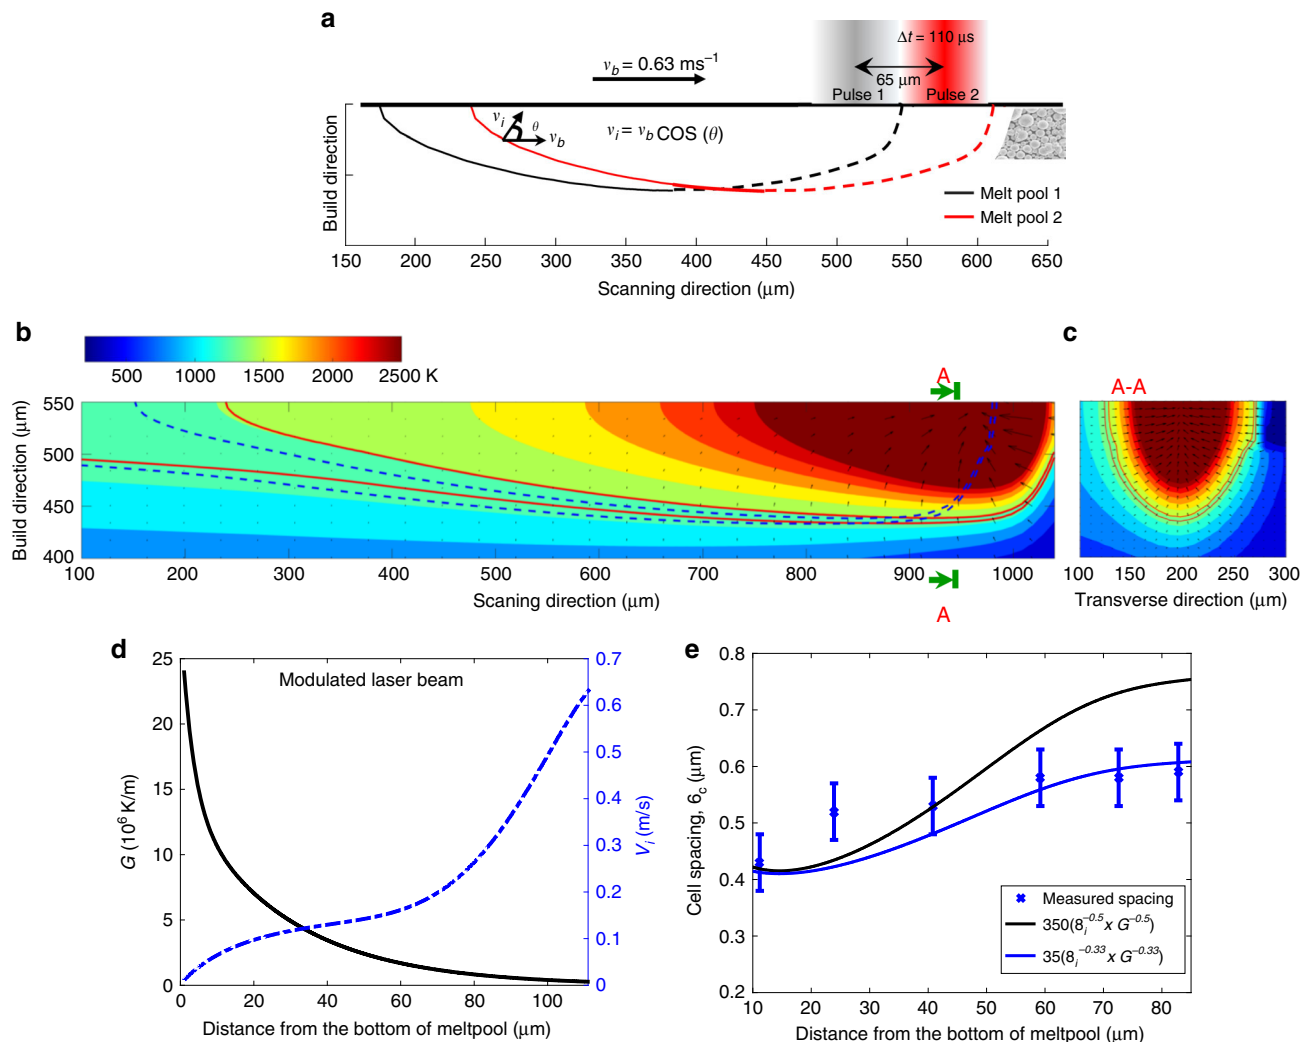 a
Δt = 110 μs
v_b = 0.63 ms⁻¹
65 μm
Pulse 1
Pulse 2
v_i
θ
v_b
v_i = v_b COS (θ)
Build direction
Melt pool 1
Melt pool 2
150 200 250 300 350 400 450 500 550 600 650
Scanning direction (μm)
b
500 1000 1500 2000 2500 K
A
c
A-A
550
500
450
400
Build direction (μm)
100 200 300 400 500 600 700 800 900 1000
Scaning direction (μm)
A
100 150 200 250 300
Transverse direction (μm)
d
Modulated laser beam
25
20
15
10
5
0
G (10⁶ K/m)
0.7
0.6
0.5
0.4
0.3
0.2
0.1
0
V_i (m/s)
0 20 40 60 80 100
Distance from the bottom of meltpool (μm)
e
0.8
0.7
0.6
0.5
0.4
0.3
0.2
Cell spacing, 6_c (μm)
Measured spacing
350(8_i^-0.5 x G^-0.5)
35(8_i^-0.33 x G^-0.33)
10 20 30 40 50 60 70 80
Distance from the bottom of meltpool (μm)